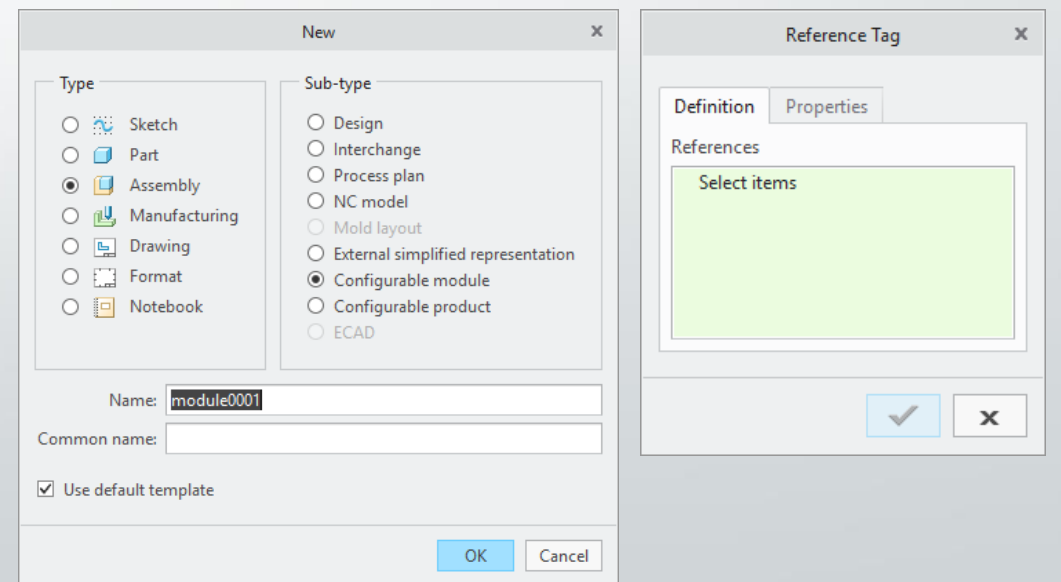 New
Type
Sketch
Part
Assembly
Manufacturing
Drawing
Format
Notebook
Sub-type
Design
Interchange
Process plan
NC model
Mold layout
External simplified representation
Configurable module
Configurable product
ECAD
Name: module0001
Common name:
Use default template
OK Cancel
Reference Tag
Definition Properties
References
Select items